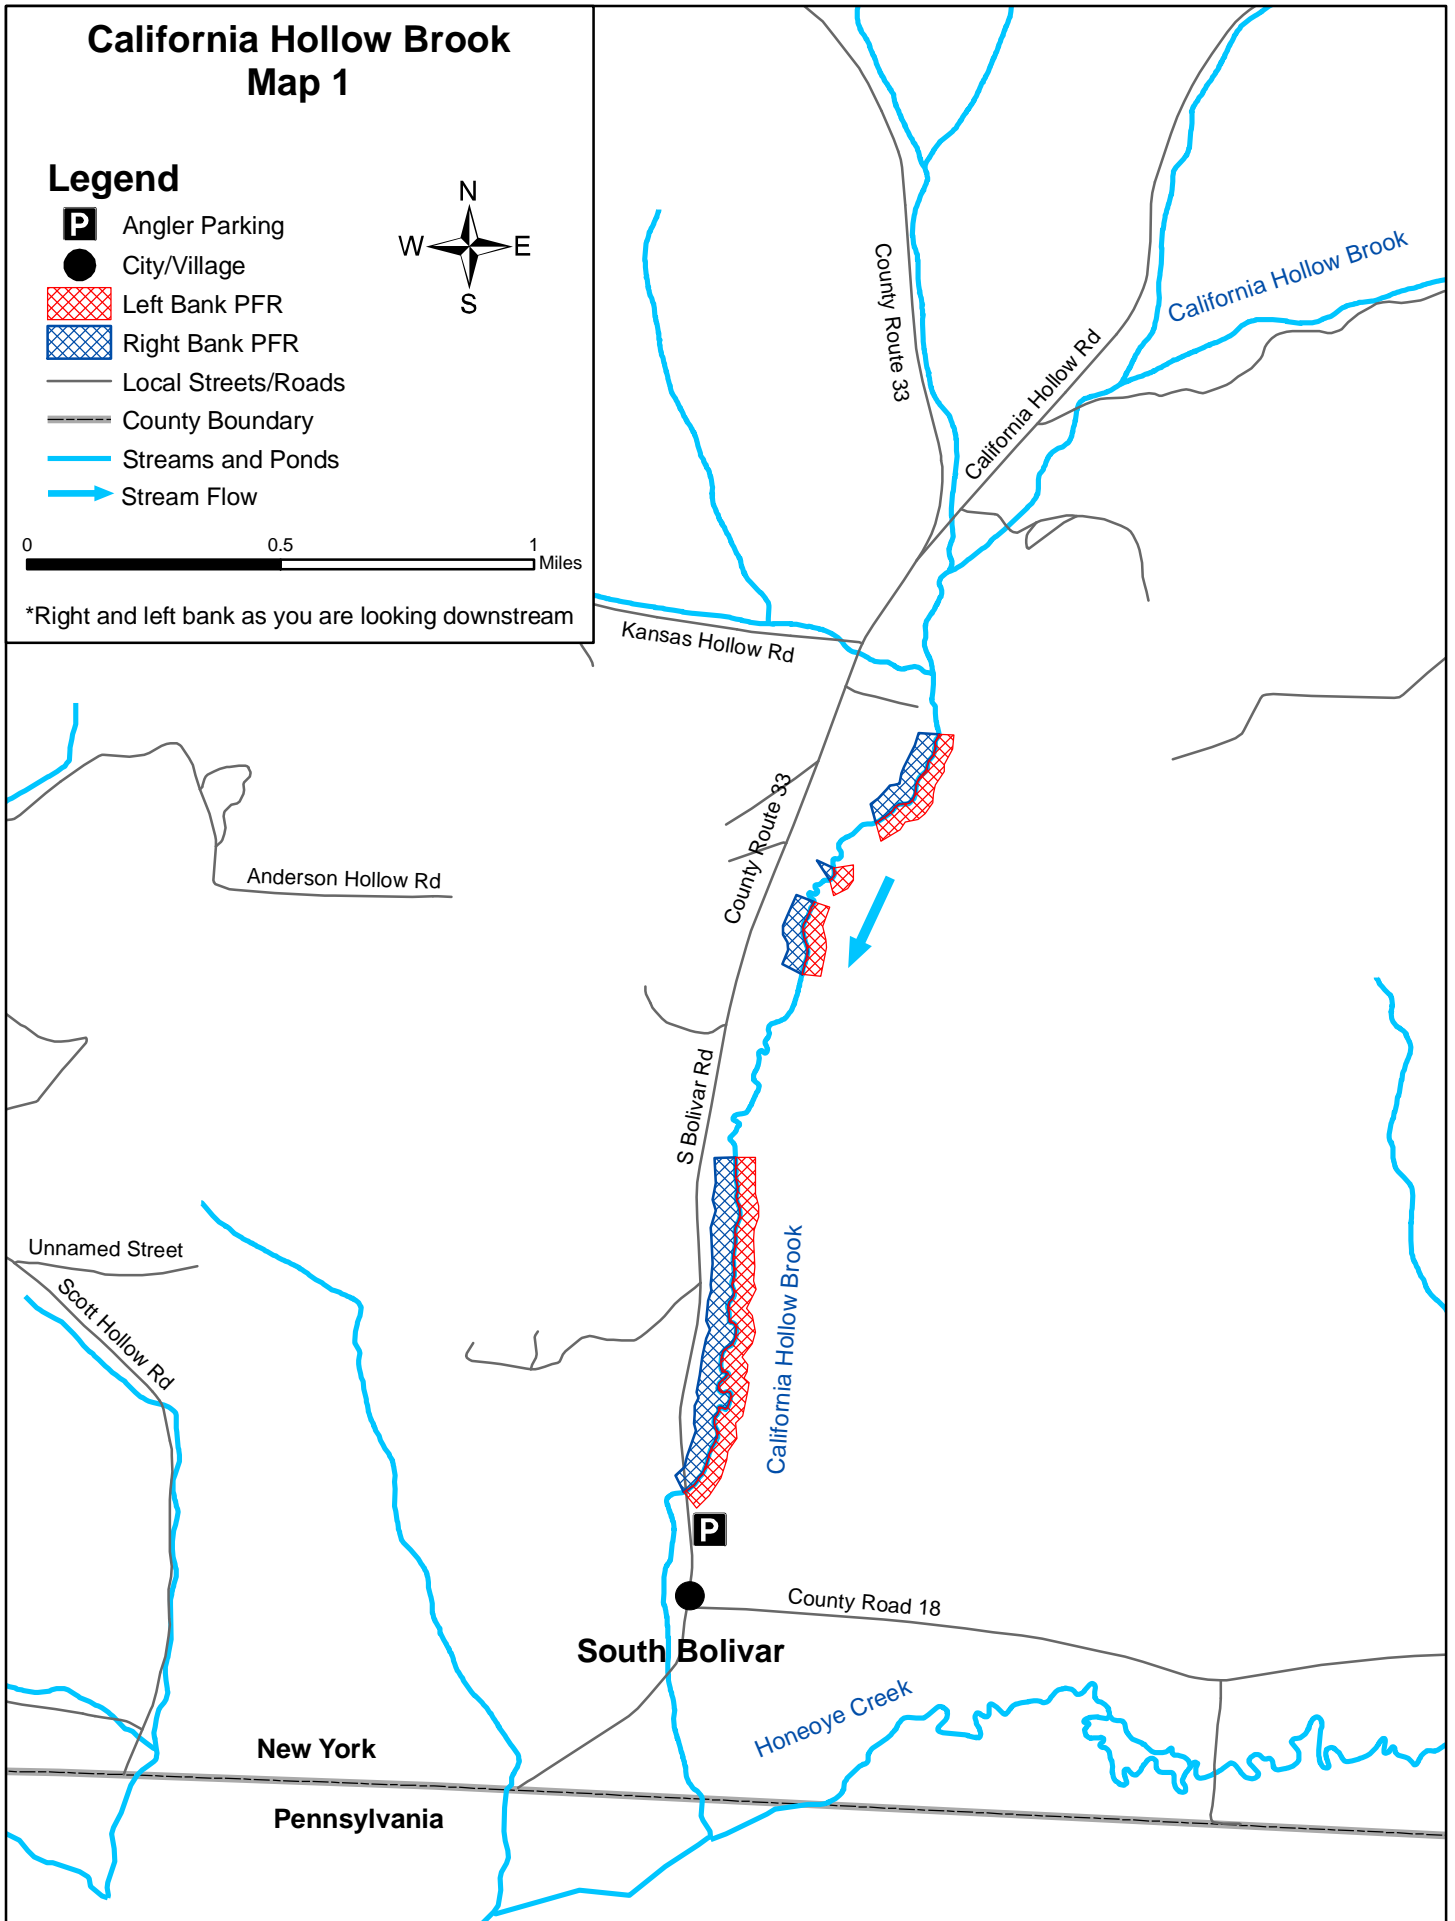 California Hollow Brook
Map 1
Legend
P Angler Parking
City/Village
Left Bank PFR
Right Bank PFR
Local Streets/Roads
County Boundary
Streams and Ponds
Stream Flow
N
W E
S
0 0.5 1
Miles
*Right and left bank as you are looking downstream
County Route 33
California Hollow Brook
California Hollow Rd
Kansas Hollow Rd
County Route 33
Anderson Hollow Rd
S Bolivar Rd
Unnamed Street
Scott Hollow Rd
California Hollow Brook
P
County Road 18
South Bolivar
Honeoye Creek
New York
Pennsylvania